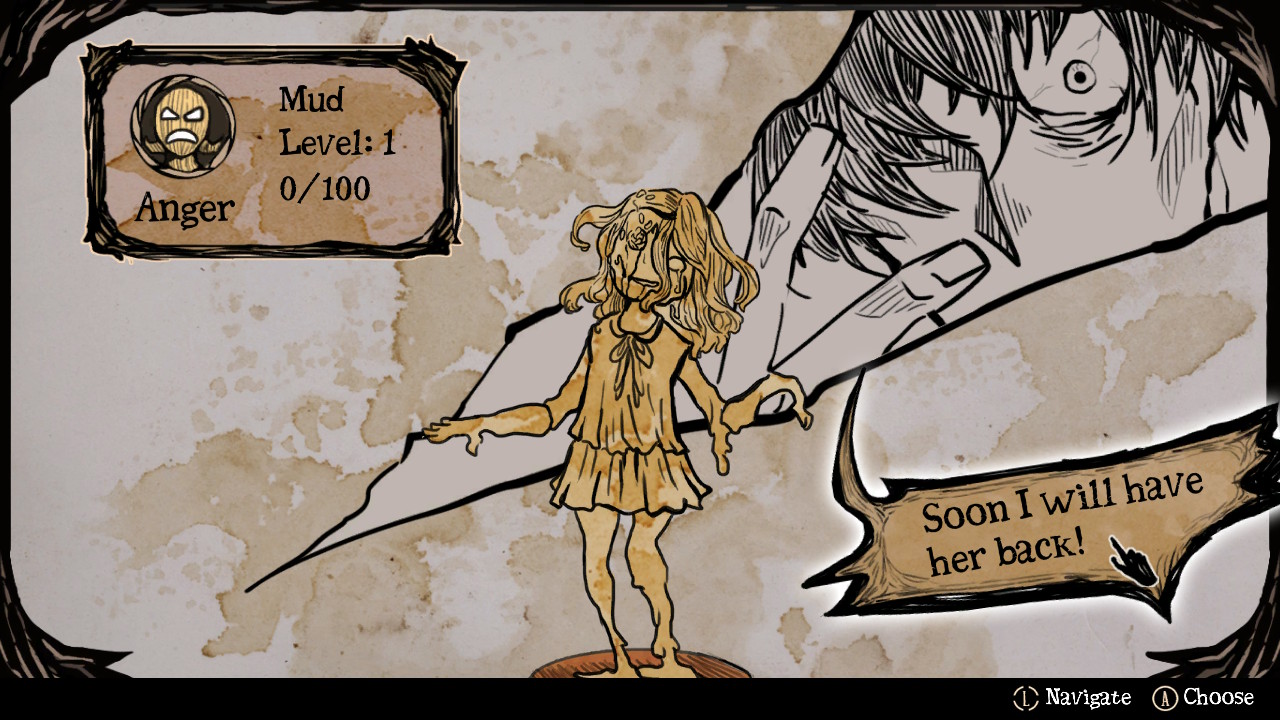 Mud
Level: 1
0/100
Anger
Soon I will have
her back!
L Navigate A Choose